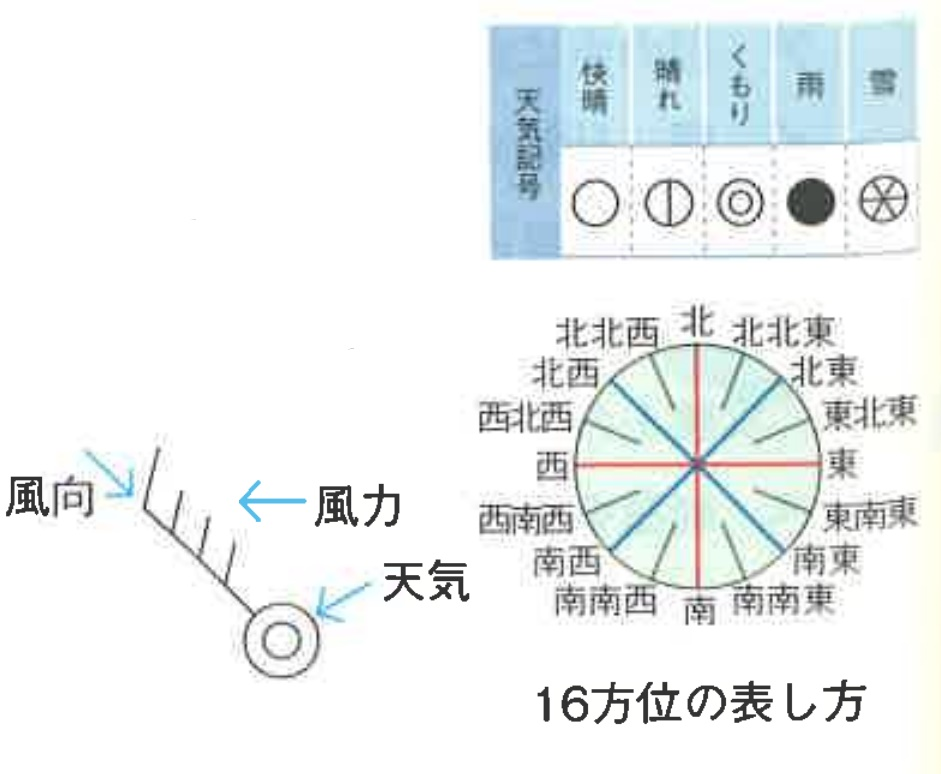 天気記号
快晴
晴れ
くもり
雨
雪
北
北北西
北北東
北西
北東
西北西
東北東
西
東
西南西
東南東
南西
南東
南南西
南
南南東
風向
風力
天気
16方位の表し方